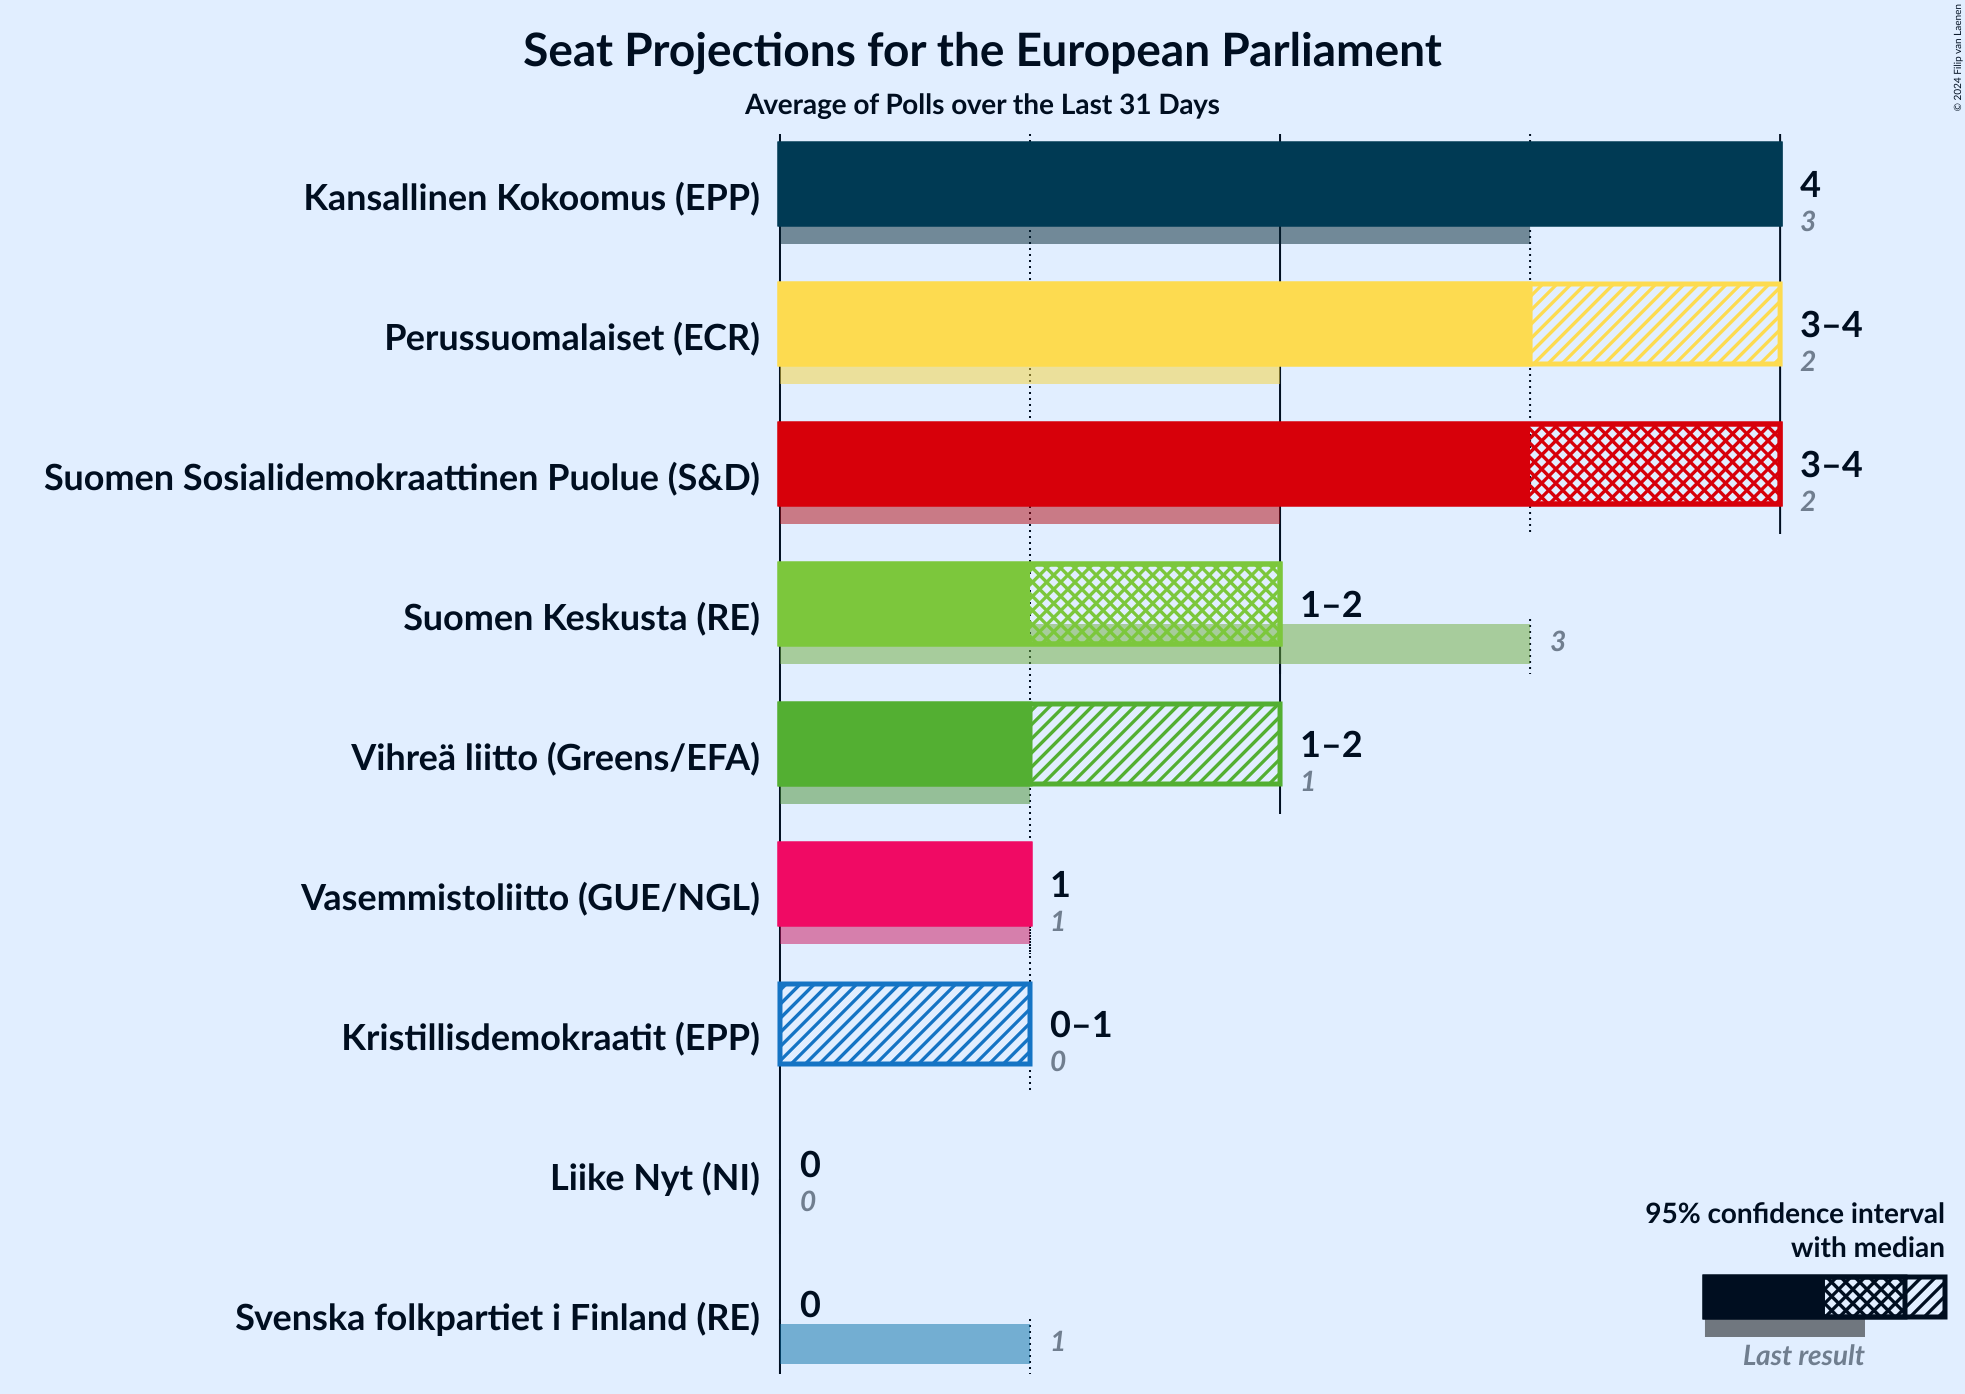 Seat Projections for the European Parliament
Average of Polls over the Last 31 Days
© 2024 Filip van Laenen
Kansallinen Kokoomus (EPP)
4
3
Perussuomalaiset (ECR)
3–4
2
Suomen Sosialidemokraattinen Puolue (S&D)
3–4
2
Suomen Keskusta (RE)
1–2
3
Vihreä liitto (Greens/EFA)
1–2
1
Vasemmistoliitto (GUE/NGL)
1
1
Kristillisdemokraatit (EPP)
0–1
0
Liike Nyt (NI)
0
0
Svenska folkpartiet i Finland (RE)
0
1
95% confidence interval
with median
Last result